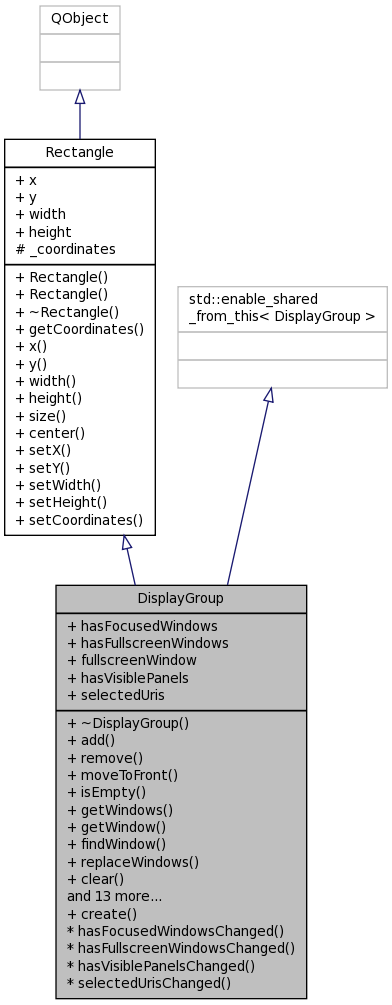 QObject
Rectangle
+ x
+ y
+ width
+ height
# _coordinates
+ Rectangle()
+ Rectangle()
+ ~Rectangle()
+ getCoordinates()
+ x()
+ y()
+ width()
+ height()
+ size()
+ center()
+ setX()
+ setY()
+ setWidth()
+ setHeight()
+ setCoordinates()
std::enable_shared
_from_this< DisplayGroup >
DisplayGroup
+ hasFocusedWindows
+ hasFullscreenWindows
+ fullscreenWindow
+ hasVisiblePanels
+ selectedUris
+ ~DisplayGroup()
+ add()
+ remove()
+ moveToFront()
+ isEmpty()
+ getWindows()
+ getWindow()
+ findWindow()
+ replaceWindows()
+ clear()
and 13 more...
+ create()
* hasFocusedWindowsChanged()
* hasFullscreenWindowsChanged()
* hasVisiblePanelsChanged()
* selectedUrisChanged()